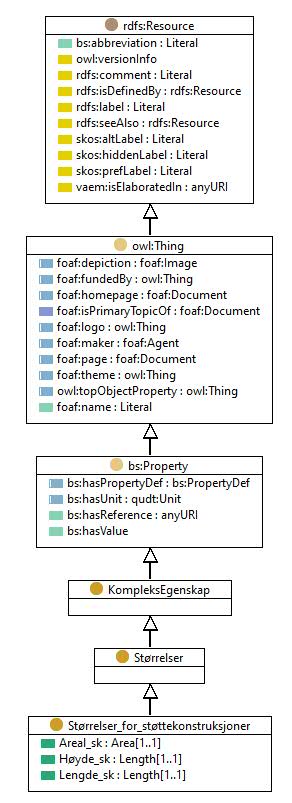 rdfs:Resource
bs:abbreviation : Literal
owl:versionInfo
rdfs:comment : Literal
rdfs:isDefinedBy : rdfs:Resource
rdfs:label : Literal
rdfs:seeAlso : rdfs:Resource
skos:altLabel : Literal
skos:hiddenLabel : Literal
skos:prefLabel : Literal
vaem:isElaboratedIn : anyURI
owl:Thing
foaf:depiction : foaf:Image
foaf:fundedBy : owl:Thing
foaf:homepage : foaf:Document
foaf:isPrimaryTopicOf : foaf:Document
foaf:logo : owl:Thing
foaf:maker : foaf:Agent
foaf:page : foaf:Document
foaf:theme : owl:Thing
owl:topObjectProperty : owl:Thing
foaf:name : Literal
bs:Property
bs:hasPropertyDef : bs:PropertyDef
bs:hasUnit : qudt:Unit
bs:hasReference : anyURI
bs:hasValue
KompleksEgenskap
Størrelser
Størrelser_for_støttekonstruksjoner
Areal_sk : Area[1..1]
Høyde_sk : Length[1..1]
Lengde_sk : Length[1..1]